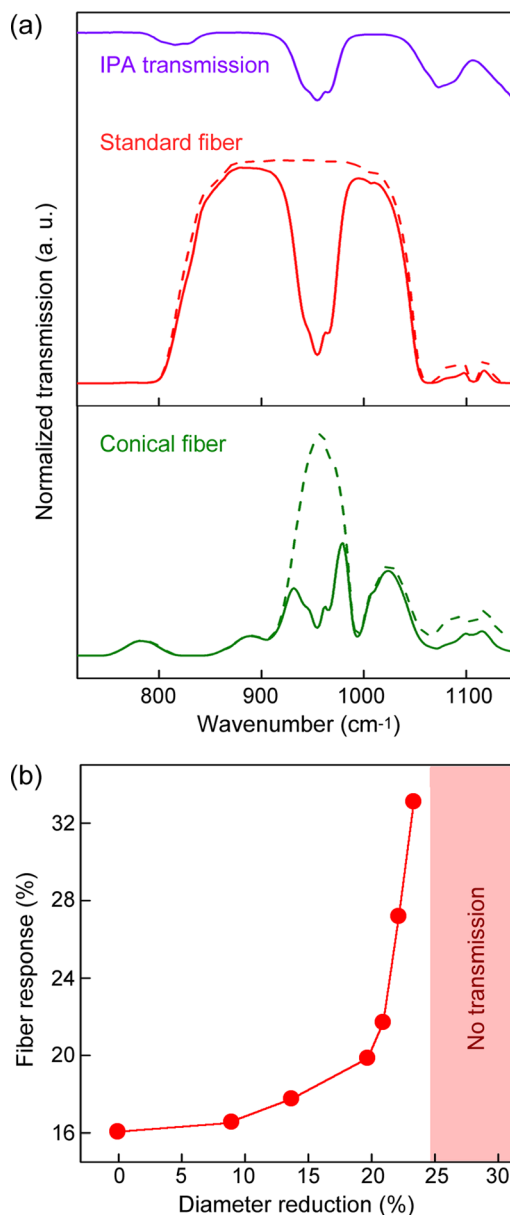 (a)
IPA transmission
Standard fiber
Conical fiber
Normalized transmission (a. u.)
800 900 1000 1100
Wavenumber (cm-1)
(b)
32
28
24
20
16
Fiber response (%)
No transmission
0 5 10 15 20 25 30
Diameter reduction (%)